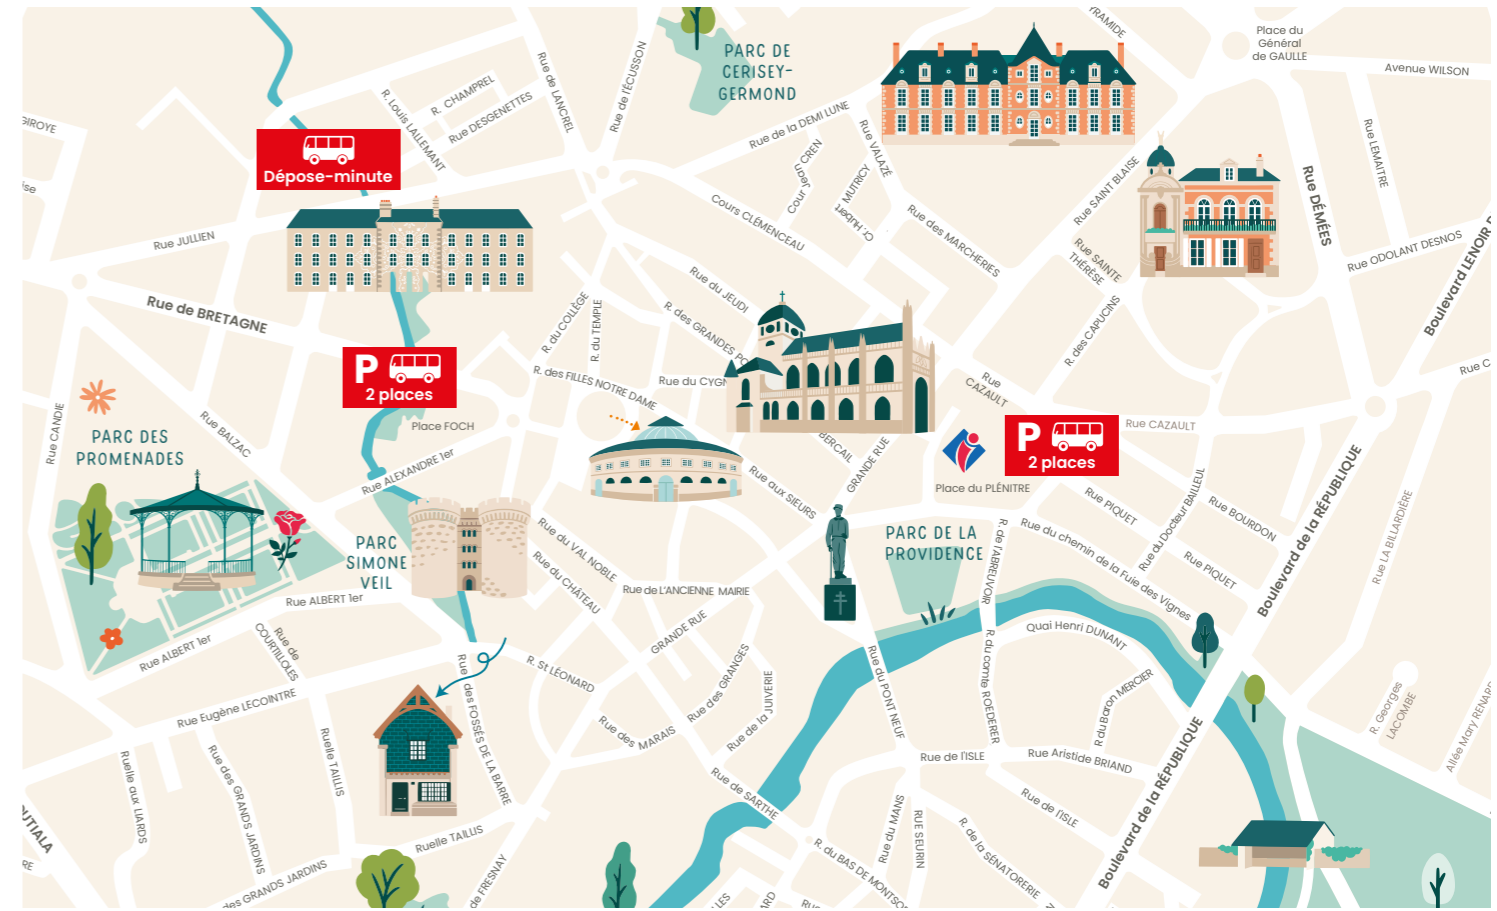 PARC DE
CERISEY-
GERMOND
Place du
Général
de GAULLE
Avenue WILSON
Rue de LANCREL
Rue de l'ÉCUSSON
R. CHAMPREL
Rue DESGENETTES
R. Louis LALLEMANT
Rue de la DEMI LUNE
Rue VALAZÉ
Cour Jean CREN
Cr. Hubert
MUTRICY
Rue LEMAITRE
Rue DÉMÉES
Rue SAINT BLAISE
Dépose-minute
Cours CLÉMENCEAU
Rue des MARCHERIES
Rue SAINTE
THÉRÈSE
Rue ODOLANT DESNOS
Boulevard LENOIR
Rue JULLIEN
Rue de BRETAGNE
Rue du JEUDI
R. des GRANDES
R. du COLLÈGE
R. du TEMPLE
R. des CAPUCINS
P
2 places
R. des FILLES NOTRE DAME
Rue du
Rue
CAZAULT
Rue CAZAULT
Rue CANDIE
Rue BALZAC
Place FOCH
PARC DES
PROMENADES
Rue ALEXANDRE 1er
BERCAIL
GRANDE RUE
P
2 places
Place du PLÉNITRE
Rue aux SIEURS
Rue PIQUET
Rue du Docteur BAILLEUL
Rue BOURDON
Rue PIQUET
Boulevard de la RÉPUBLIQUE
Rue LA BILLARDIÈRE
PARC DE LA
PROVIDENCE
R. de l'ABREUVOIR
Rue du chemin de la Fuie des Vignes
PARC
SIMONE
VEIL
Rue du VAL NOBLE
Rue du CHÂTEAU
Rue de L'ANCIENNE MAIRIE
Rue ALBERT 1er
Rue ALBERT 1er
Rue de
COURTILLOLES
GRANDE RUE
Quai Henri DUNANT
R. du comte ROEDERER
Rue du PONT NEUF
R. St LÉONARD
Rue des FOSSÉS DE LA BARRE
Rue des GRANGES
Rue de la JUIVERIE
Rue des MARAIS
R du Baron MERCIER
Rue Eugène LECOINTRE
R. Georges
LACOMBE
Allée Mary RENARD
Ruelle aux LIARDS
Rue des GRANDS JARDINS
Ruelle TAILLIS
Rue de l'ISLE
Rue Aristide BRIAND
Boulevard de la RÉPUBLIQUE
Rue de SARTHE
Rue de l'ISLE
Rue du MANS
RUE SEURIN
R. de la SÉNATORERIE
Ruelle TAILLIS
R. du BAS DE
des GRANDS JARDINS
de FRESNAY